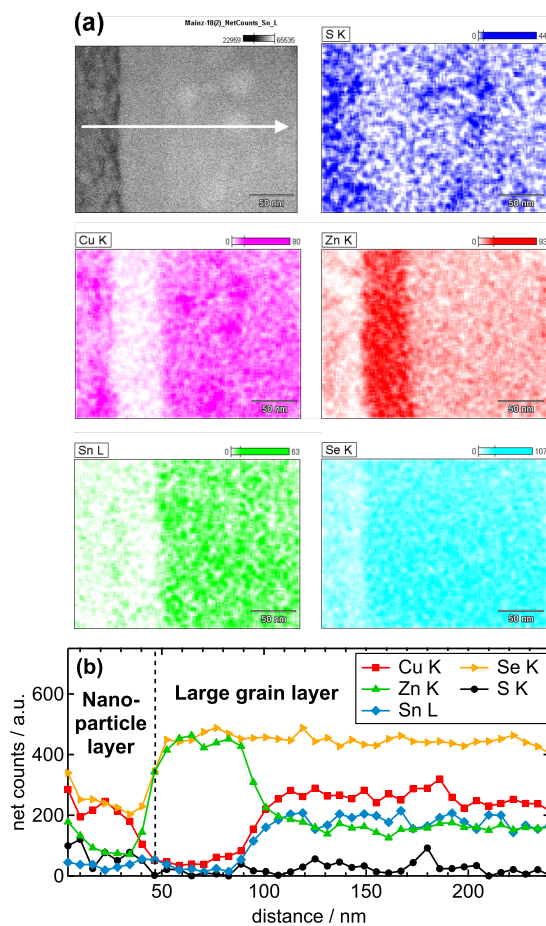 (a)
Mainz-18(2)_NetCounts_Sn_L
22959 65535
50 nm
S K
0 44
50 nm
Cu K
0 80
50 nm
Zn K
0 93
50 nm
Sn L
0 63
50 nm
Se K
0 107
50 nm
(b)
Nano-
particle
layer
Large grain layer
Cu K
Zn K
Sn L
Se K
S K
net counts / a.u.
600
400
200
0
0 50 100 150 200
distance / nm